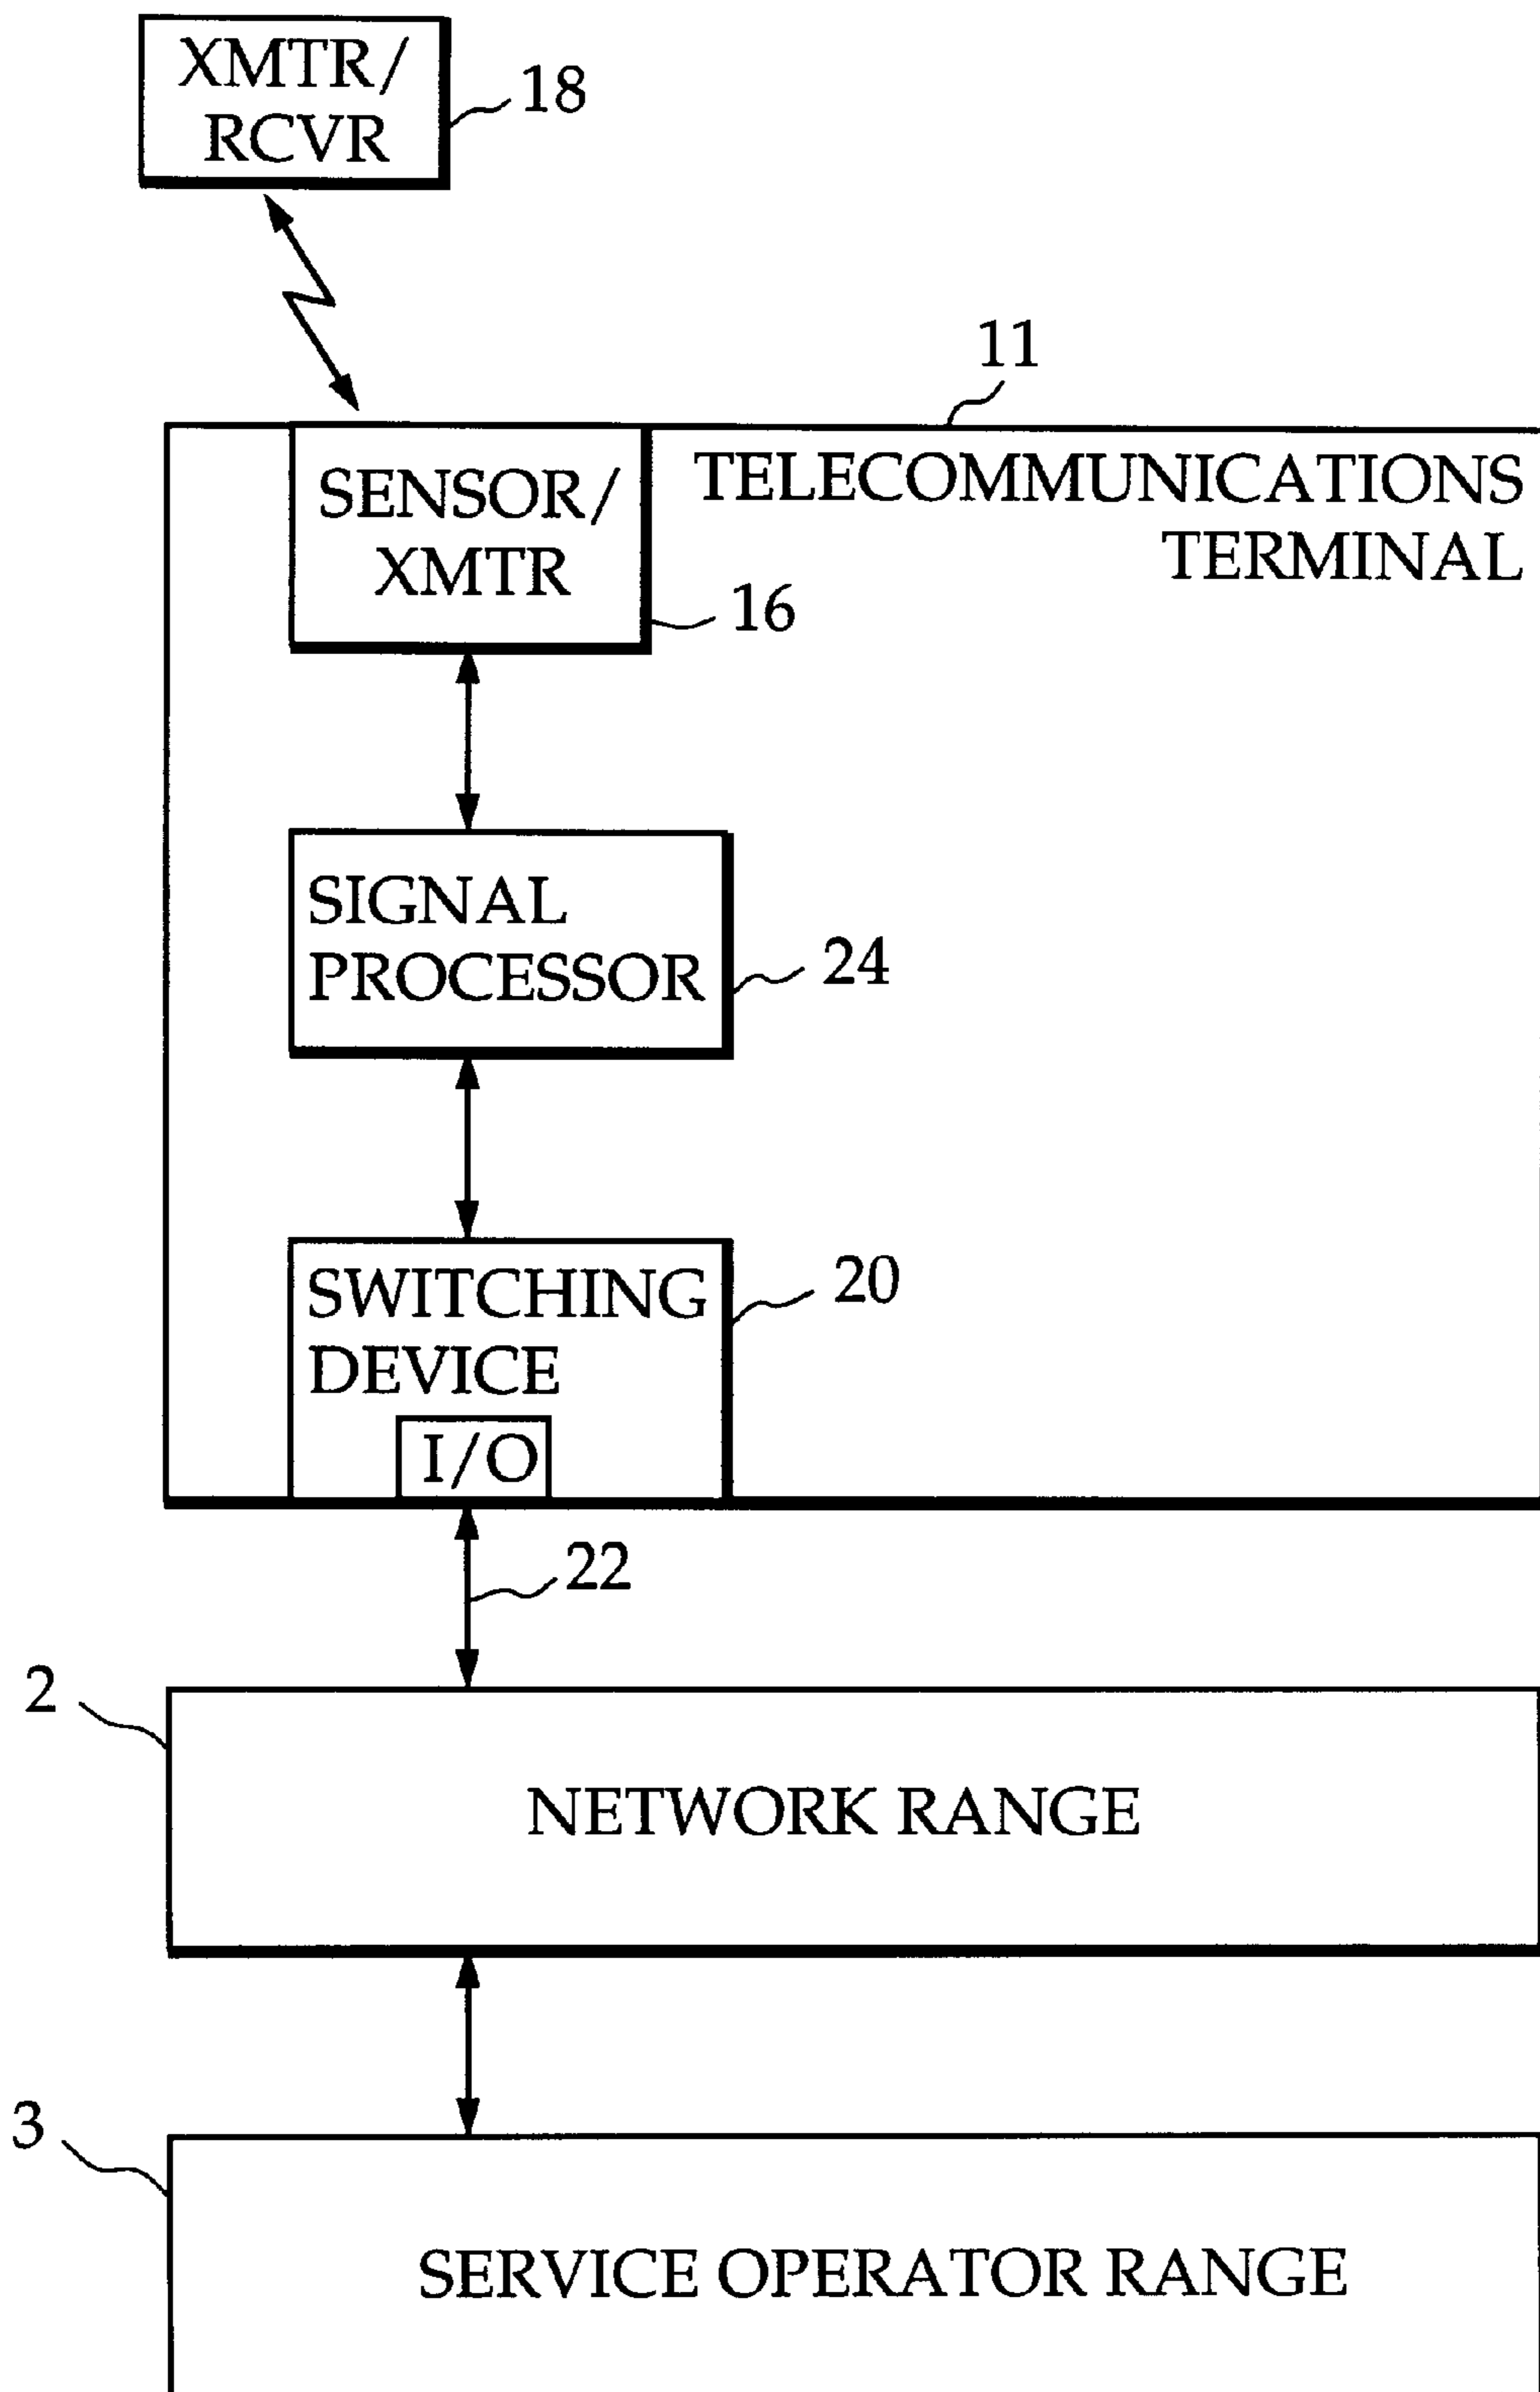 XMTR/
RCVR
18
11
SENSOR/
XMTR
TELECOMMUNICATIONS
TERMINAL
16
SIGNAL
PROCESSOR
24
SWITCHING
DEVICE
20
I/O
22
2
NETWORK RANGE
3
SERVICE OPERATOR RANGE